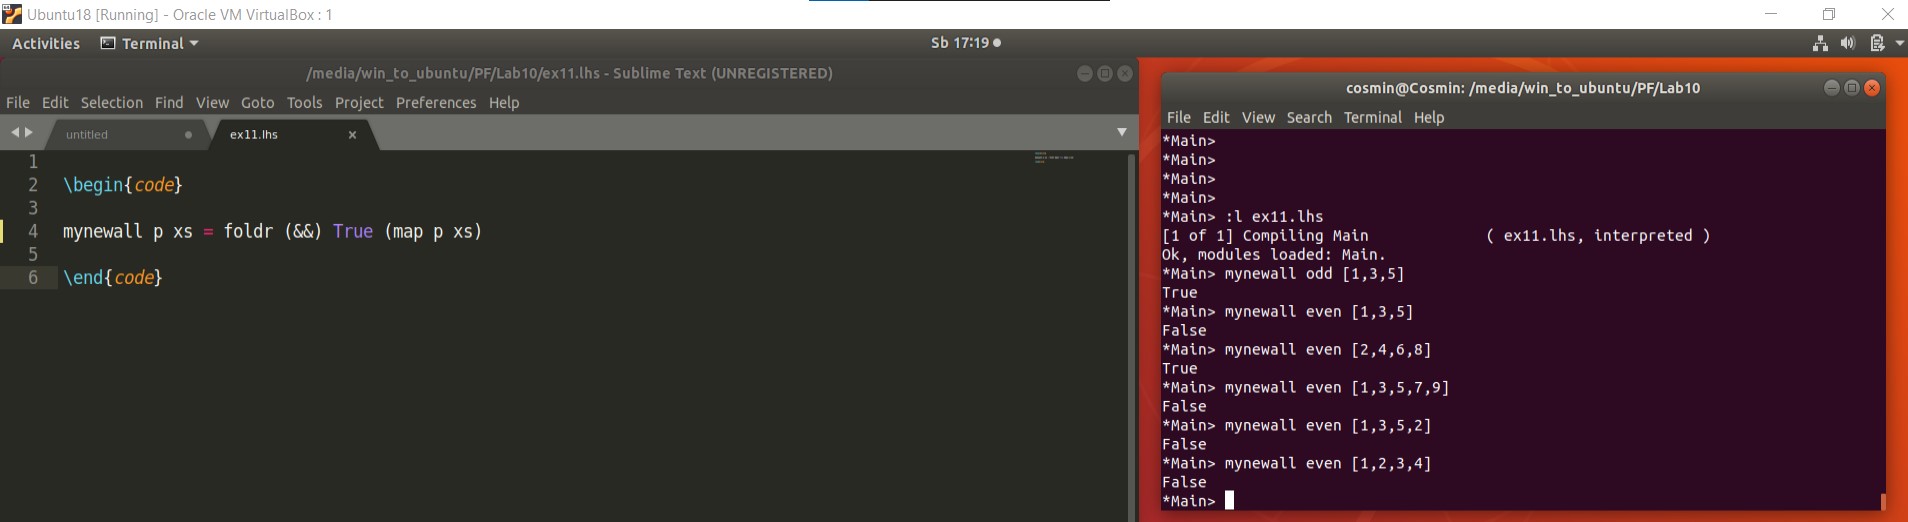 Ubuntu18 [Running] - Oracle VM VirtualBox : 1
Activities Terminal Sb 17:19
/media/win_to_ubuntu/PF/Lab10/ex11.lhs - Sublime Text (UNREGISTERED)
File Edit Selection Find View Goto Tools Project Preferences Help
untitled ex11.lhs
1
2 \begin{code}
3
4 mynewall p xs = foldr (&&) True (map p xs)
5
6 \end{code}
cosmin@Cosmin: /media/win_to_ubuntu/PF/Lab10
File Edit View Search Terminal Help
*Main>
*Main>
*Main>
*Main>
*Main> :l ex11.lhs
[1 of 1] Compiling Main ( ex11.lhs, interpreted )
Ok, modules loaded: Main.
*Main> mynewall odd [1,3,5]
True
*Main> mynewall even [1,3,5]
False
*Main> mynewall even [2,4,6,8]
True
*Main> mynewall even [1,3,5,7,9]
False
*Main> mynewall even [1,3,5,2]
False
*Main> mynewall even [1,2,3,4]
False
*Main>